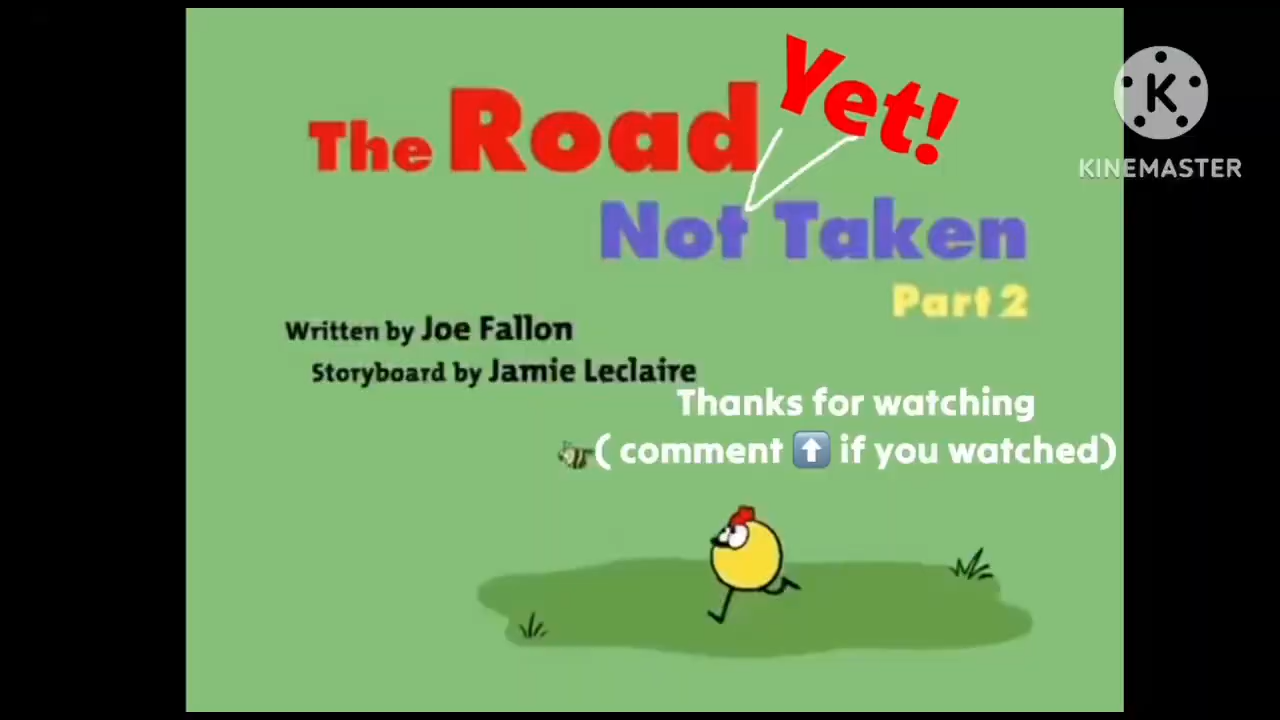 The Road Yet!
Not Taken
Part 2
Written by Joe Fallon
Storyboard by Jamie Leclaire
Thanks for watching
( comment ⬆️ if you watched)
K
KINEMASTER